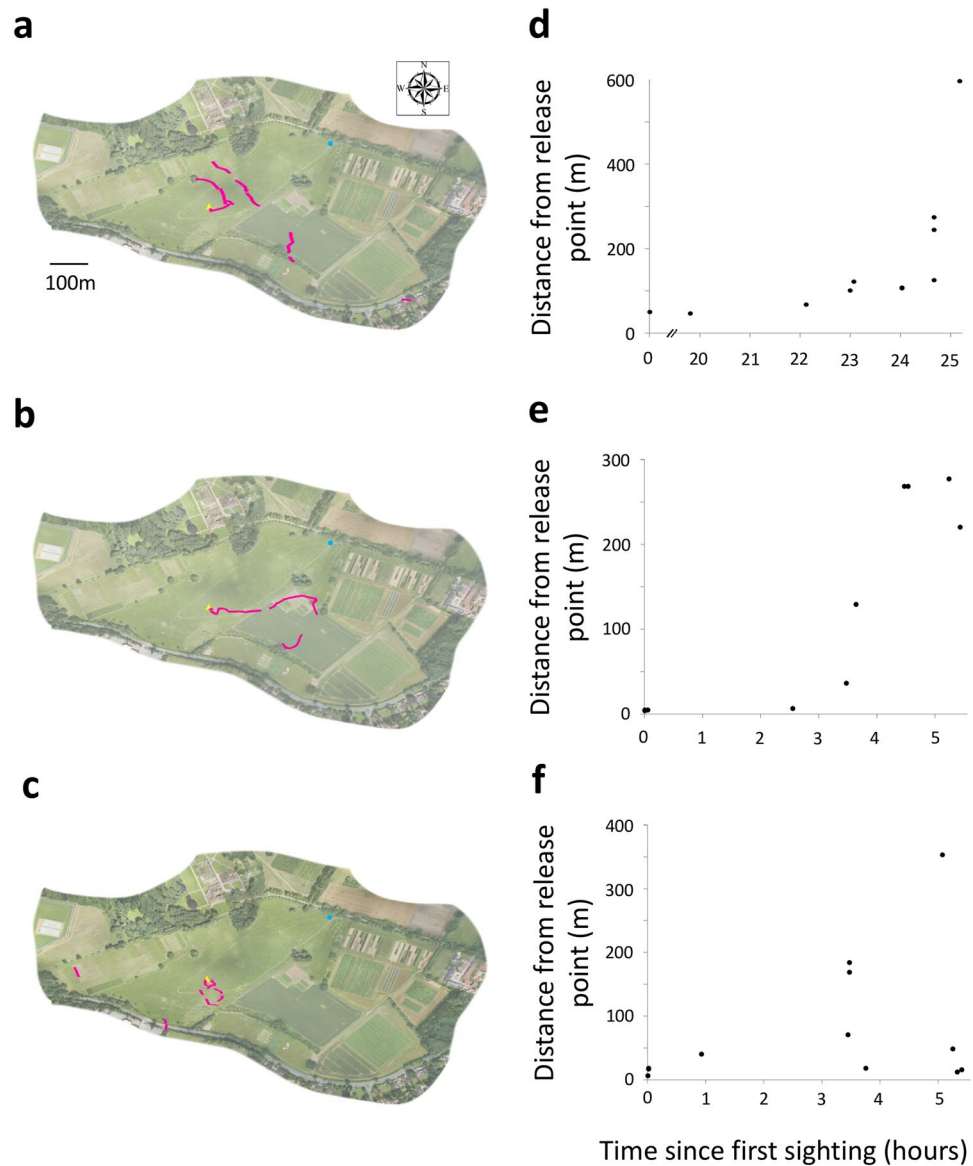 a
N
W E
S
100m
b
c
d
Distance from release
point (m)
600
400
200
0
0 20 21 22 23 24 25
e
Distance from release
point (m)
300
200
100
0
0 1 2 3 4 5
f
Distance from release
point (m)
400
300
200
100
0
0 1 2 3 4 5
Time since first sighting (hours)